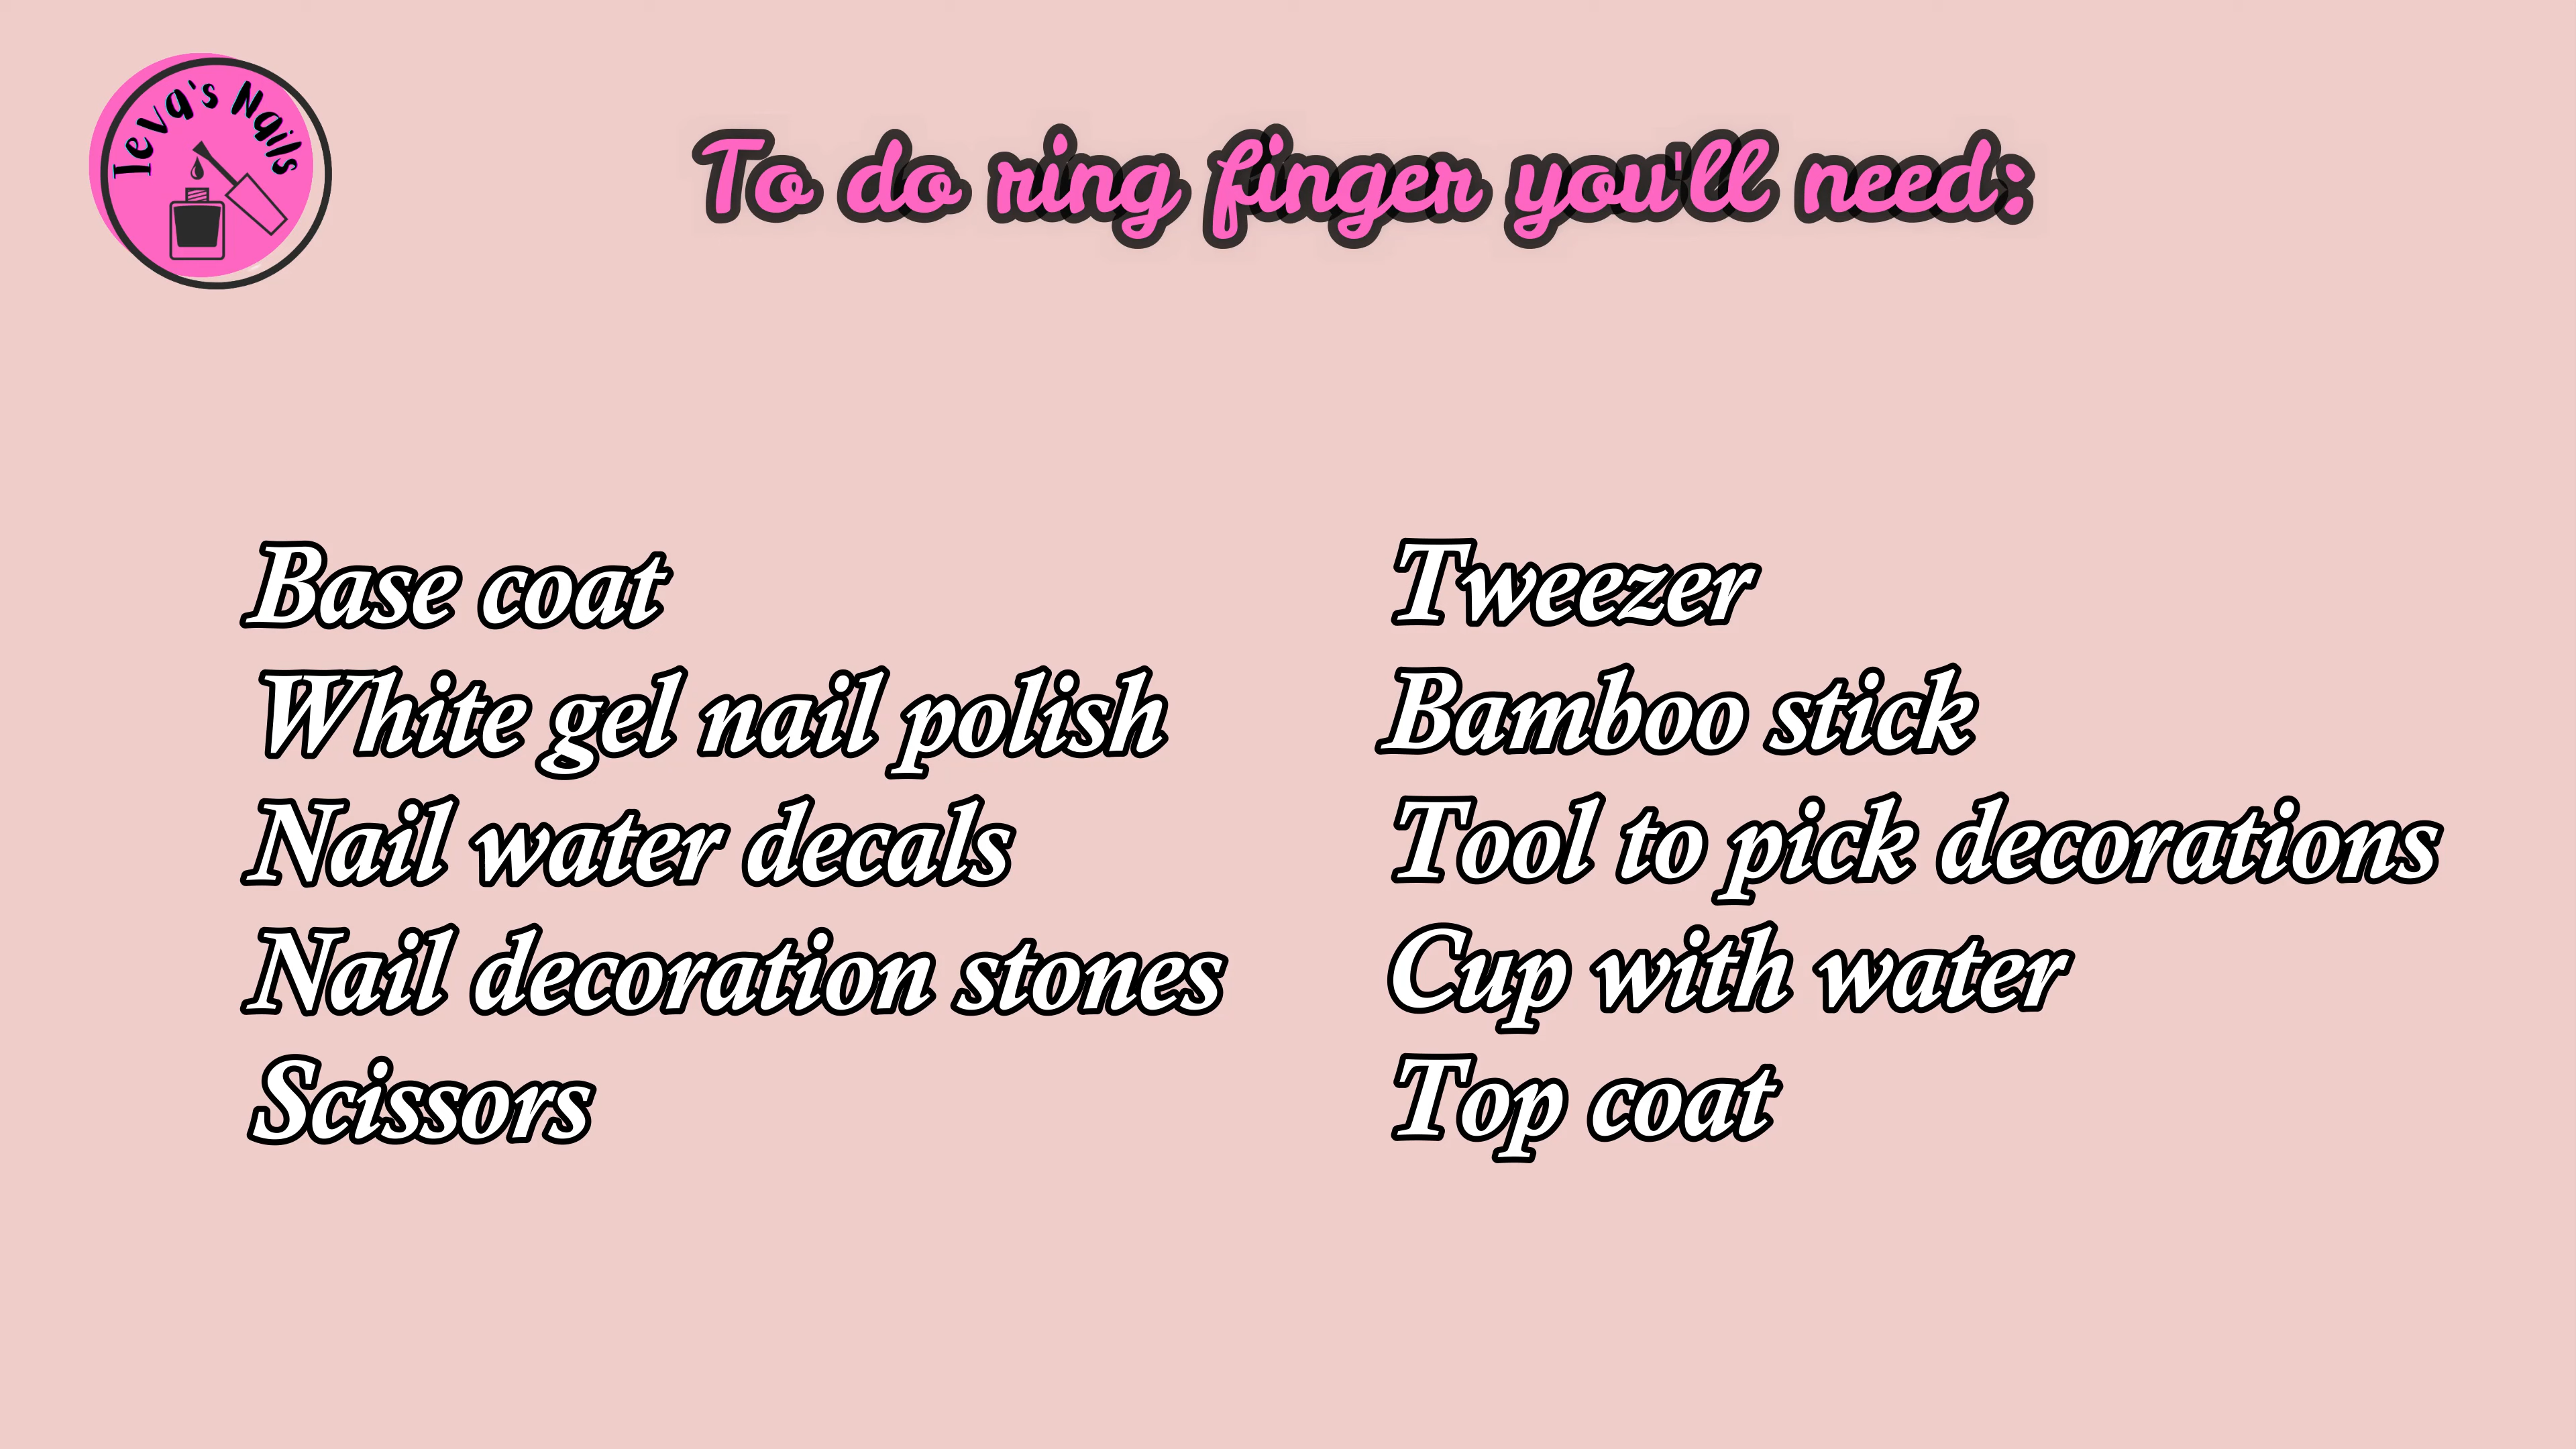 Ieva's Nails
To do ring finger you'll need:
Base coat
White gel nail polish
Nail water decals
Nail decoration stones
Scissors
Tweezer
Bamboo stick
Tool to pick decorations
Cup with water
Top coat